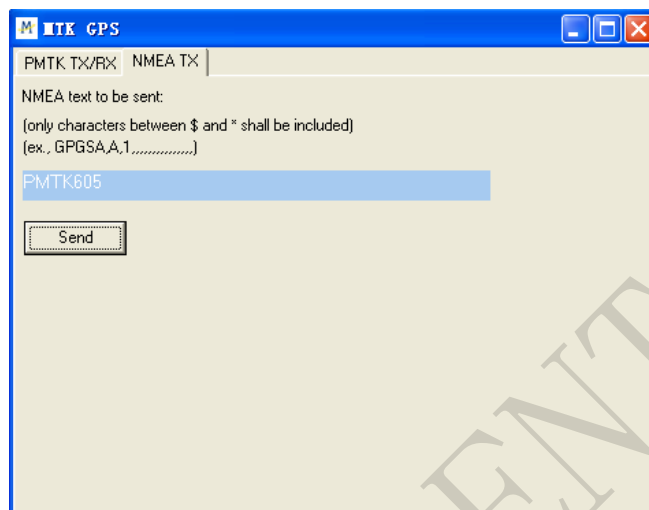 M MTK GPS
PMTK TX/RX NMEA TX
NMEA text to be sent:
(only characters between $ and * shall be included)
(ex., GPGSA,A,1,,,,,,,,,,,,,,)
PMTK605
Send
ENT